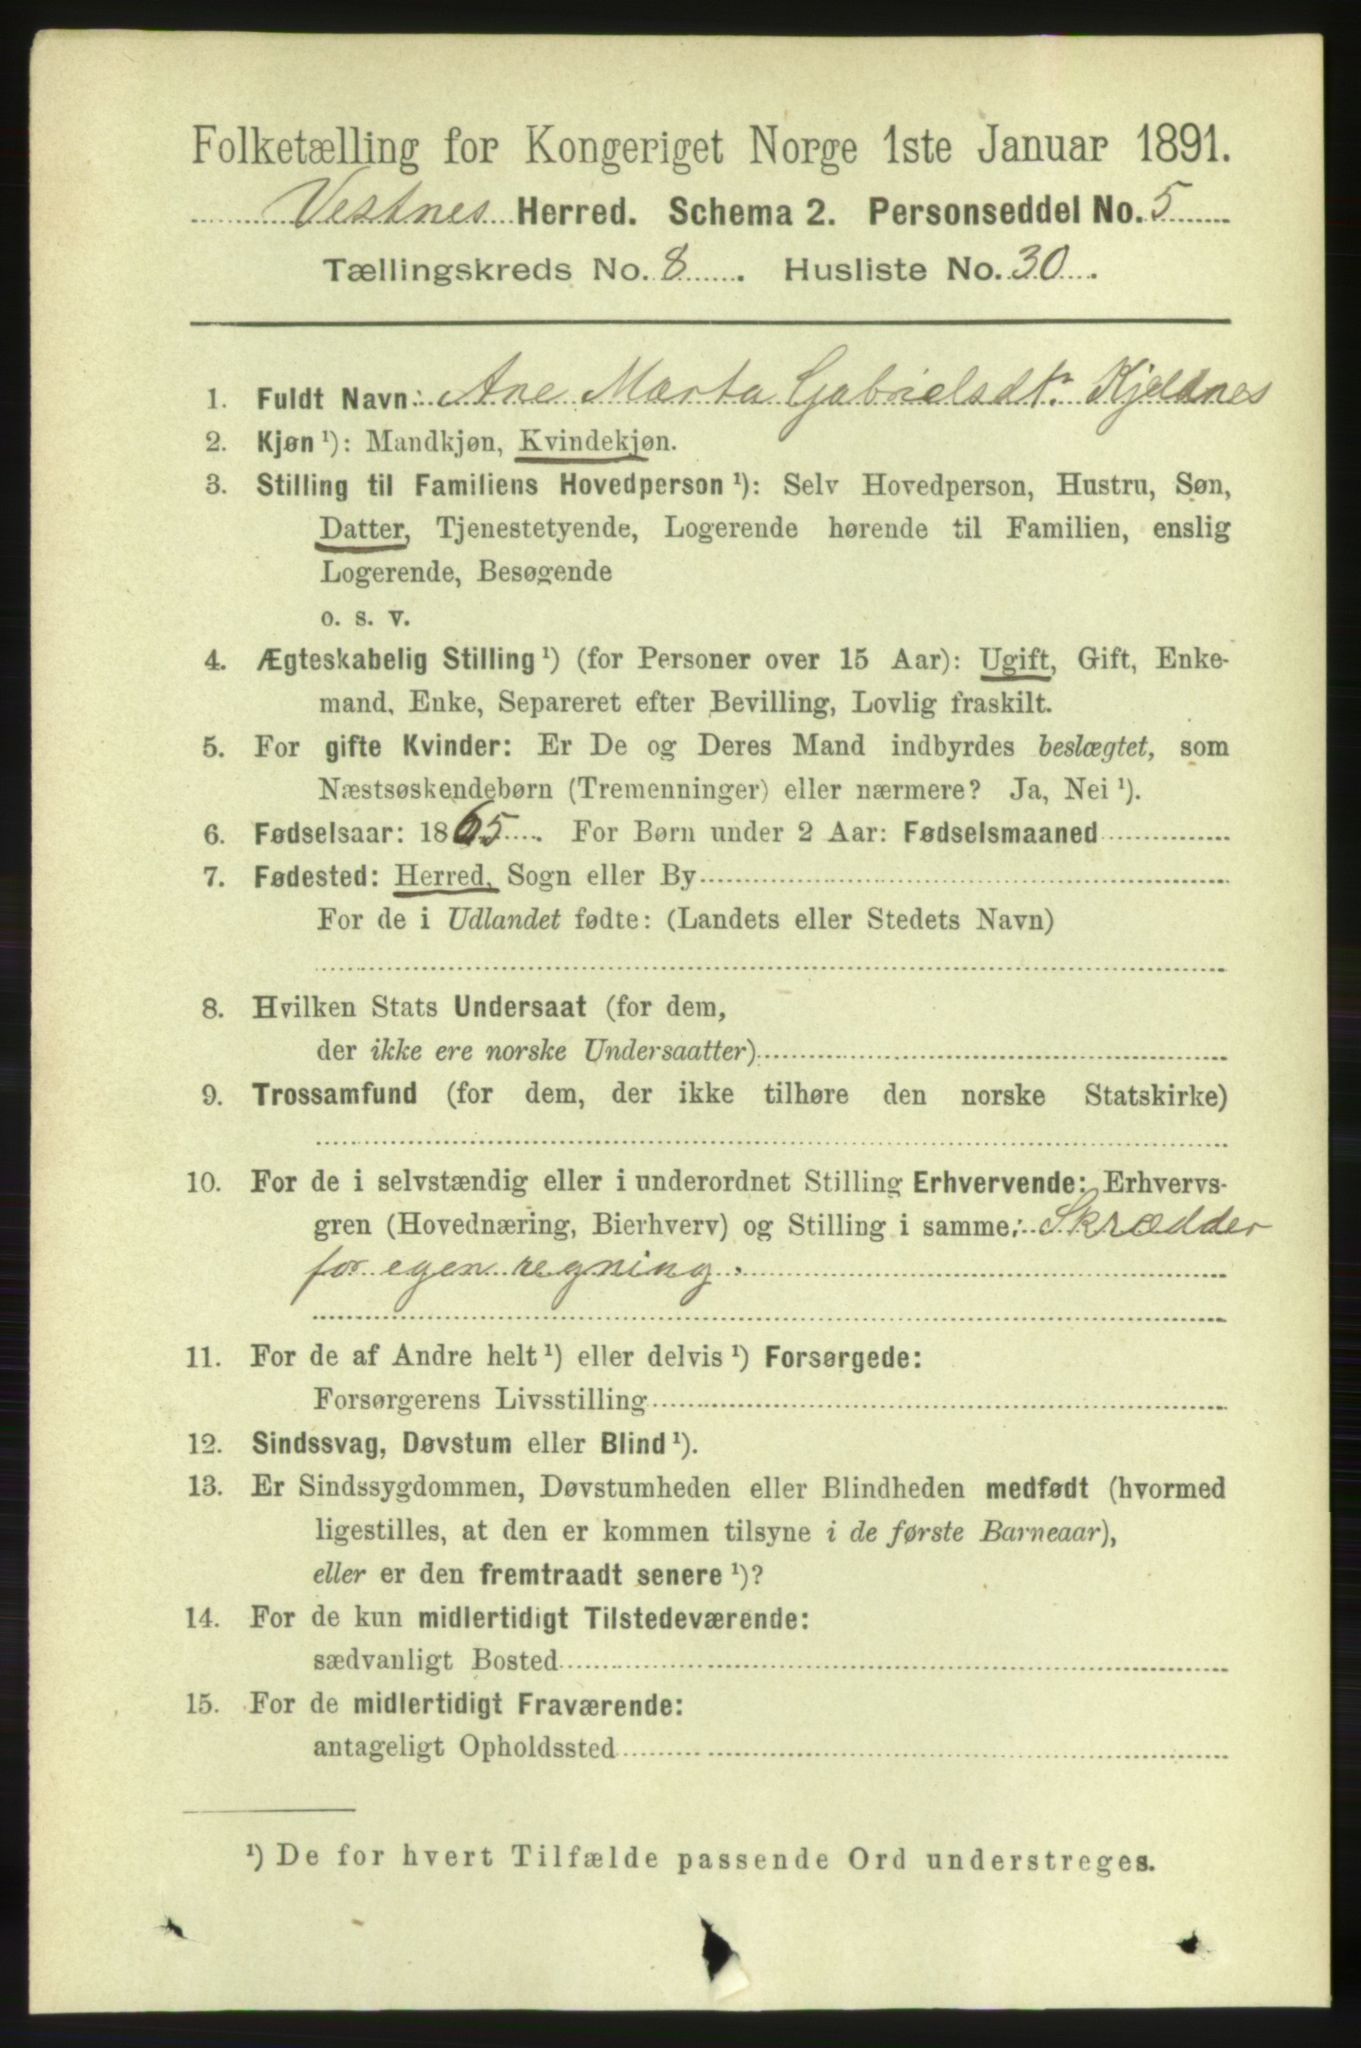 Folketælling for Kongeriget Norge 1ste Januar 1891.
Vestnes Herred. Schema 2. Personseddel No. 5
Tællingskreds No. 8. Husliste No. 30.
1. Fuldt Navn: Ane Marta Gabrielsdtr. Kjeldnes
2. Kjøn ¹): Mandkjøn, Kvindekjøn.
3. Stilling til Familiens Hovedperson ¹): Selv Hovedperson, Hustru, Søn,
Datter, Tjenestetyende, Logerende hørende til Familien, enslig
Logerende, Besøgende
o. s. v.
4. Ægteskabelig Stilling ¹) (for Personer over 15 Aar): Ugift, Gift, Enke-
mand, Enke, Separeret efter Bevilling, Lovlig fraskilt.
5. For gifte Kvinder: Er De og Deres Mand indbyrdes beslægtet, som
Næstsøskendebørn (Tremenninger) eller nærmere? Ja, Nei ¹).
6. Fødselsaar: 1865. For Børn under 2 Aar: Fødselsmaaned
7. Fødested: Herred, Sogn eller By
For de i Udlandet fødte: (Landets eller Stedets Navn)
8. Hvilken Stats Undersaat (for dem,
der ikke ere norske Undersaatter)
9. Trossamfund (for dem, der ikke tilhøre den norske Statskirke)
10. For de i selvstændig eller i underordnet Stilling Erhvervende: Erhvervs-
gren (Hovednæring, Bierhverv) og Stilling i samme: Skrædder
for egen regning.
11. For de af Andre helt ¹) eller delvis ¹) Forsørgede:
Forsørgerens Livsstilling
12. Sindssvag, Døvstum eller Blind ¹).
13. Er Sindssygdommen, Døvstumheden eller Blindheden medfødt (hvormed
ligestilles, at den er kommen tilsyne i de første Barneaar),
eller er den fremtraadt senere ¹)?
14. For de kun midlertidigt Tilstedeværende:
sædvanligt Bosted
15. For de midlertidigt Fraværende:
antageligt Opholdssted
¹) De for hvert Tilfælde passende Ord understreges.